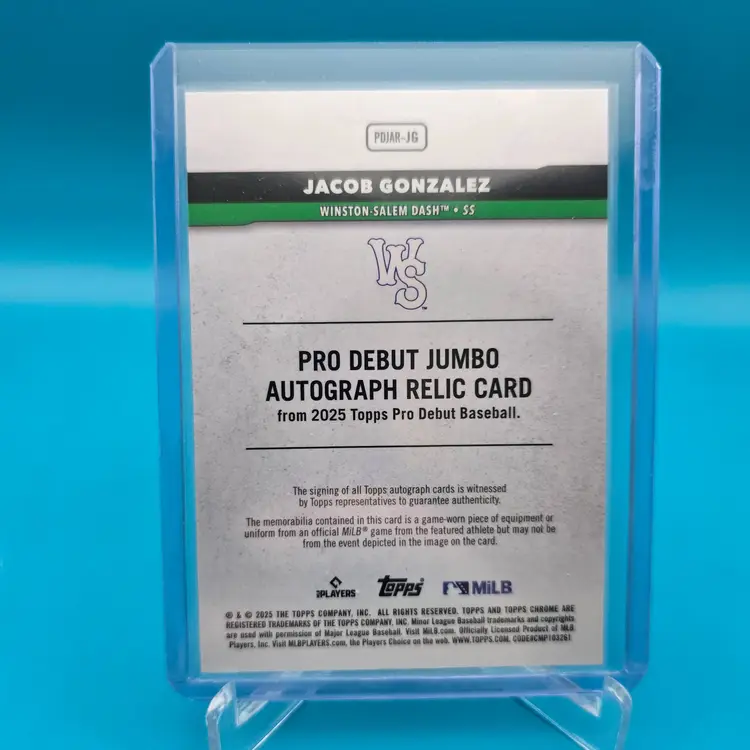 PDJAR-JG
JACOB GONZALEZ
WINSTON-SALEM DASH™ • SS
WS™
PRO DEBUT JUMBO
AUTOGRAPH RELIC CARD
from 2025 Topps Pro Debut Baseball.
The signing of all Topps autograph cards is witnessed
by Topps representatives to guarantee authenticity.
The memorabilia contained in this card is a game-worn piece of equipment or
uniform from an official MiLB® game from the featured athlete but may not be
from the event depicted in the image on the card.
PLAYERS Topps MiLB
® & © 2025 THE TOPPS COMPANY, INC. ALL RIGHTS RESERVED. TOPPS AND TOPPS CHROME ARE
REGISTERED TRADEMARKS OF THE TOPPS COMPANY, INC. Minor League Baseball trademarks and copyrights
are used with permission of Major League Baseball. Visit MiLB.com. Officially Licensed Product of MLB
Players, Inc. Visit MLBPLAYERS.com, the Players Choice on the web. WWW.TOPPS.COM. CODE#CMP103261